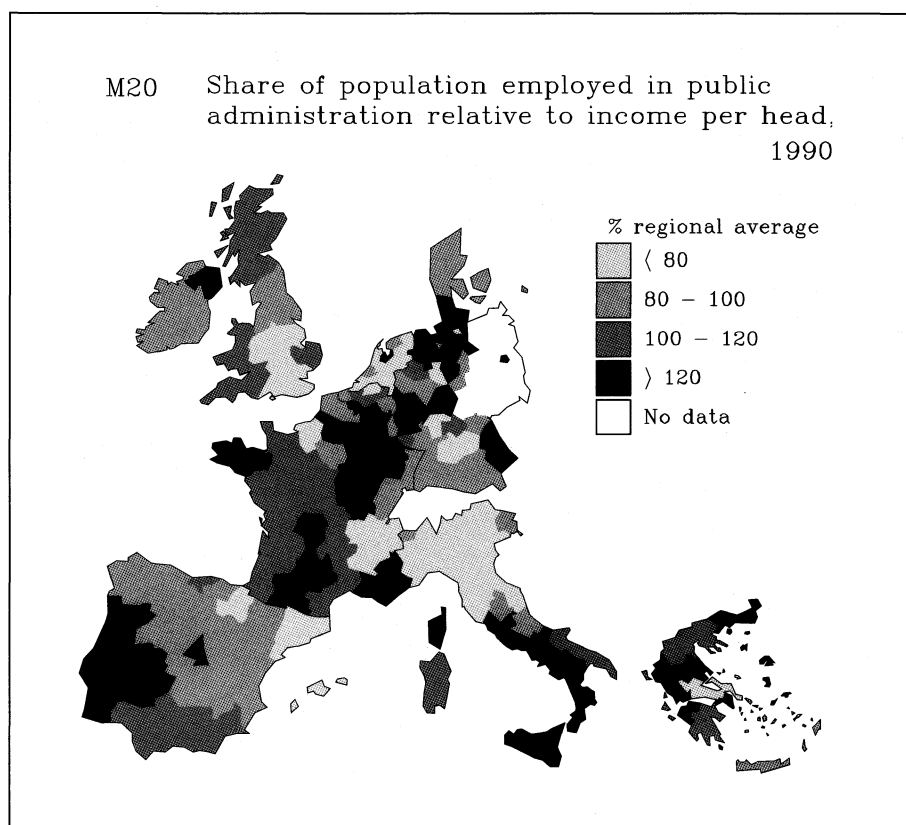 M20 Share of population employed in public
administration relative to income per head,
1990
% regional average
⟨ 80
80 – 100
100 – 120
⟩ 120
No data